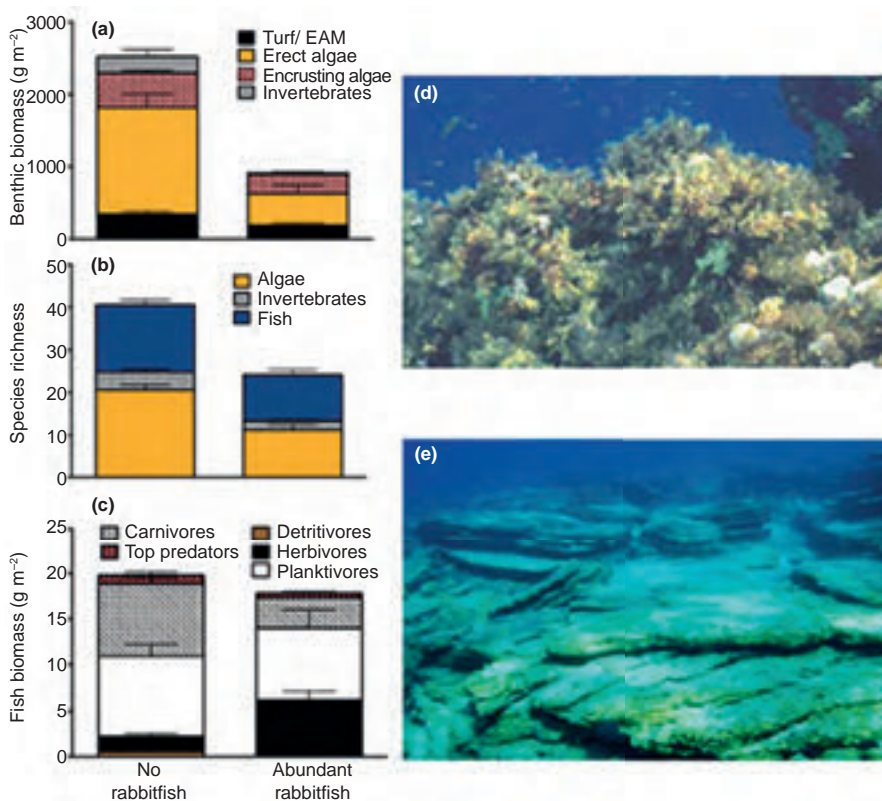 (a)
3000
2000
1000
0
Benthic biomass (g m⁻²)
Turf/ EAM
Erect algae
Encrusting algae
Invertebrates
(b)
50
40
30
20
10
0
Species richness
Algae
Invertebrates
Fish
(c)
25
20
15
10
5
0
Fish biomass (g m⁻²)
Carnivores
Top predators
Detritivores
Herbivores
Planktivores
No
rabbitfish
Abundant
rabbitfish
(d)
(e)